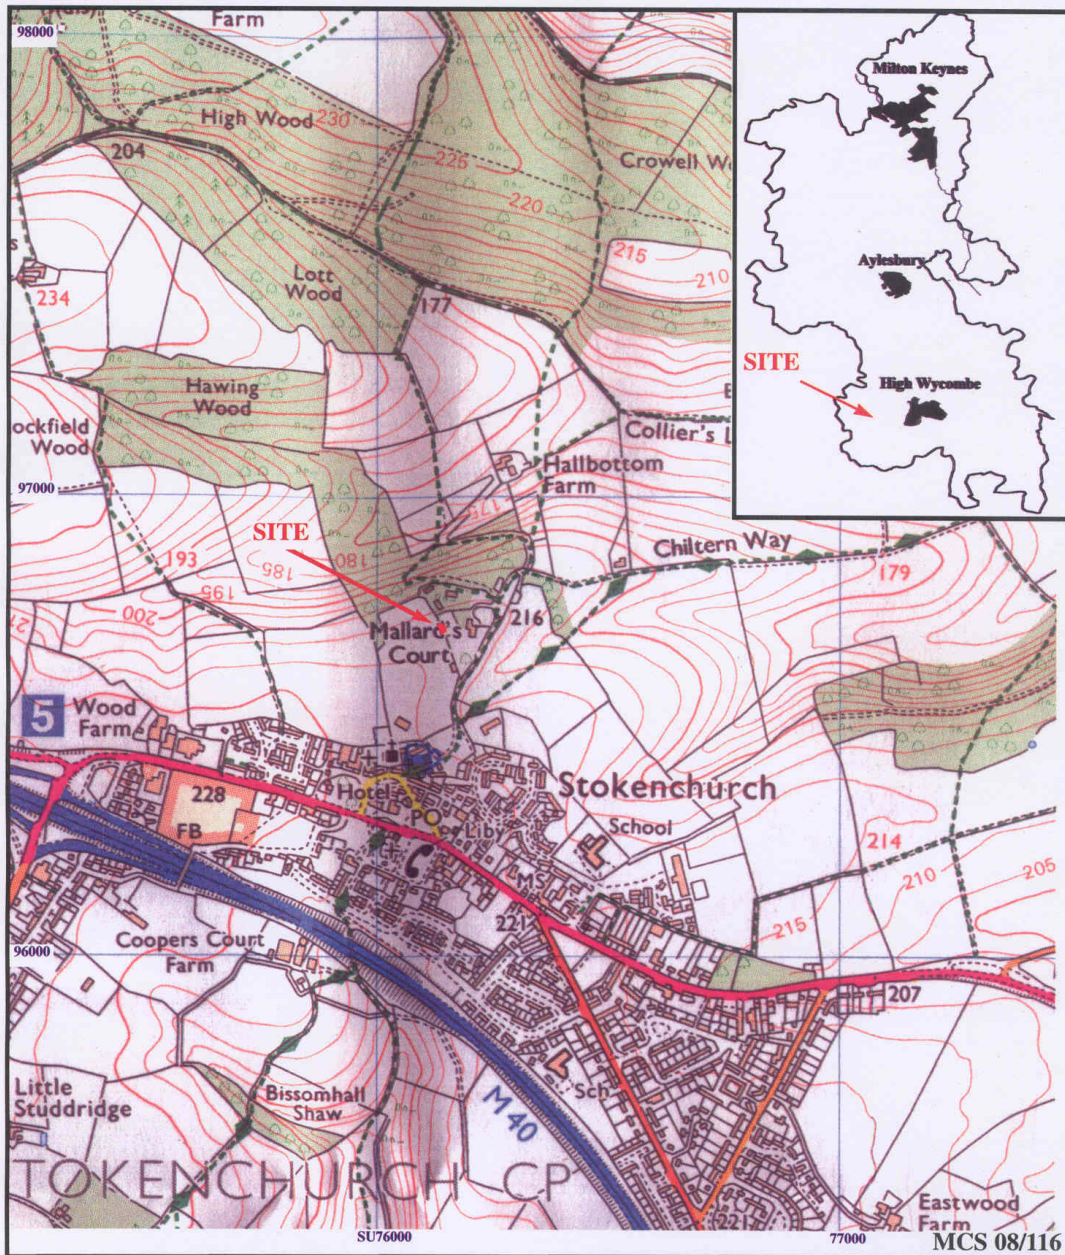 98000
Farm
High Wood
230
204
225
Crowell
220
215
210
Lott
Wood
234
177
Hawing
Wood
ockfield
Wood
Collier's
Hallbottom
Farm
97000
175
SITE
180
193
185
195
200
Chiltern Way
179
216
Mallard's
Court
5
Wood
Farm
Hotel
228
FB
PO
Liby
Stokenchurch
School
MS
214
210
205
215
221
207
96000
Coopers Court
Farm
Little
Studdridge
Bissomhall
Shaw
Sch
M 40
TOKENCHURCH CP
221
Eastwood
Farm
SU76000
77000
MCS 08/116
Milton Keynes
Aylesbury
SITE
High Wycombe